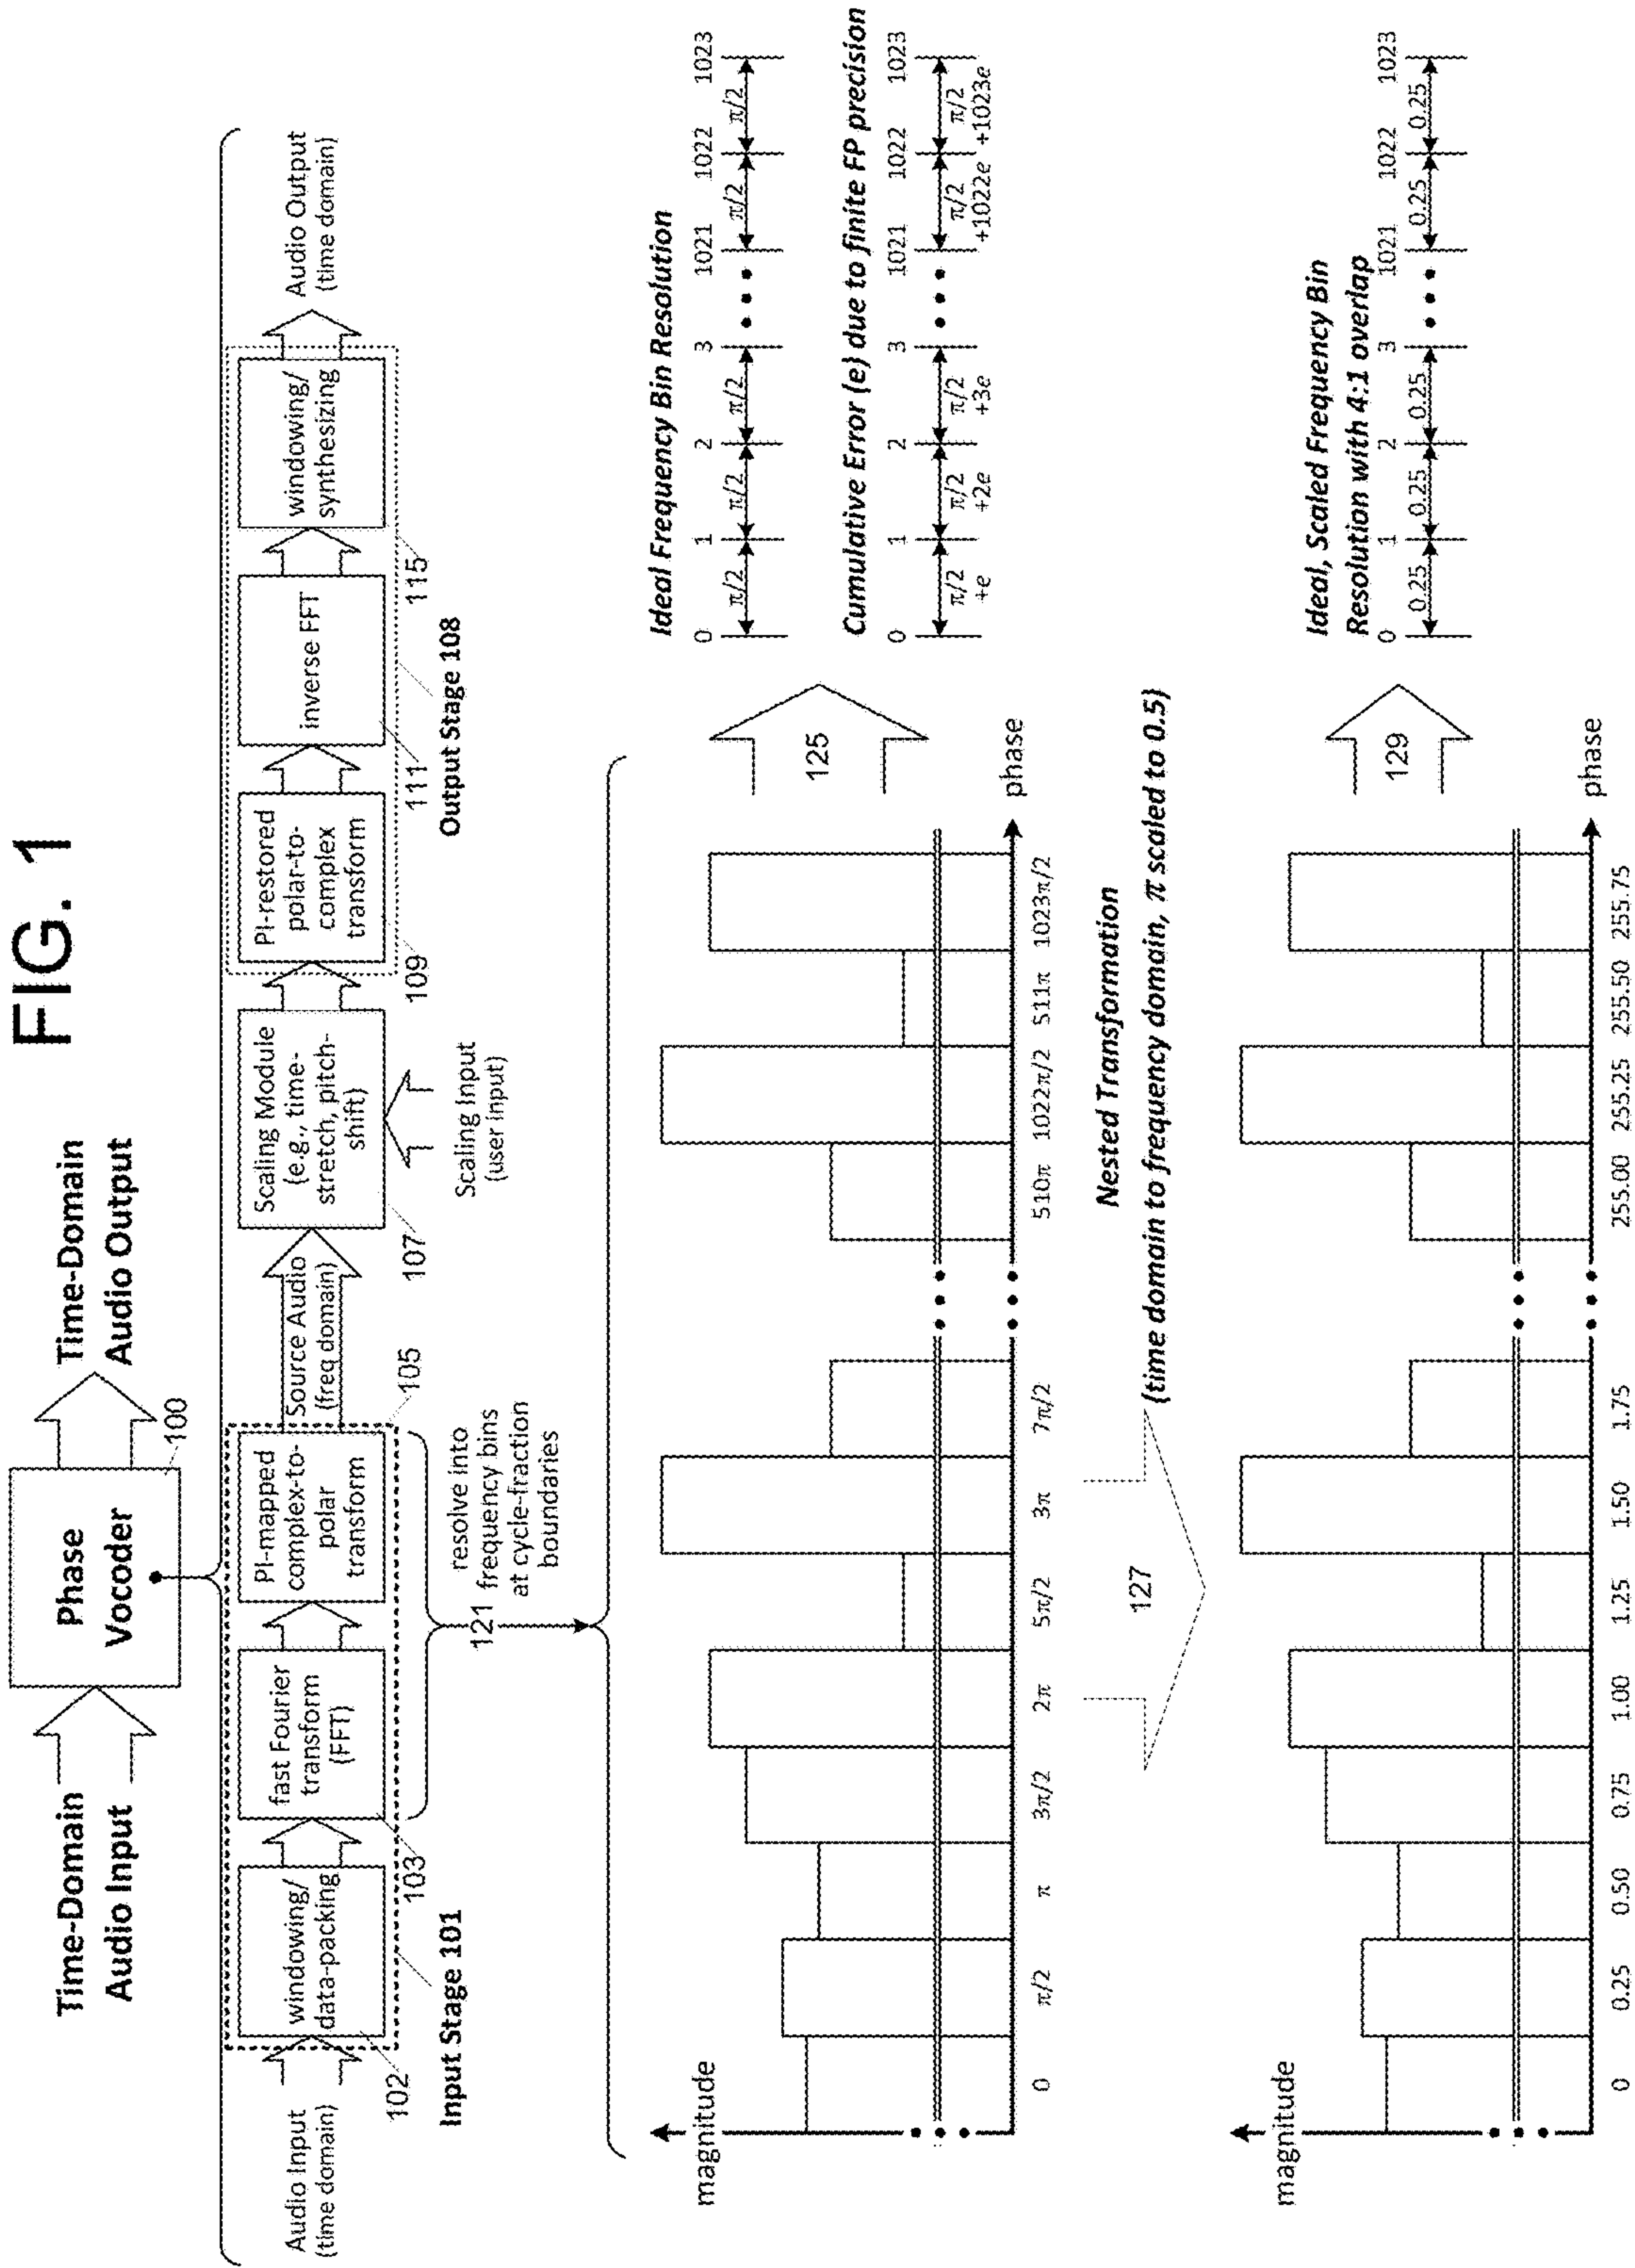 FIG. 1
Time-Domain
Audio Input
Phase
Vocoder
100
Time-Domain
Audio Output
Audio Input
(time domain)
windowing/
data-packing
102
Input Stage 101
fast Fourier
transform
(FFT)
103
PI-mapped
complex-to-
polar
transform
105
Source Audio
(freq domain)
Scaling Module
(e.g., time-
stretch, pitch-
shift)
107
Scaling Input
(user input)
PI-restored
polar-to-
complex
transform
109
inverse FFT
111
Output Stage 108
windowing/
synthesizing
115
Audio Output
(time domain)
121
resolve into
frequency bins
at cycle-fraction
boundaries
magnitude
0 π/2 π 3π/2 2π 5π/2 3π 7π/2 510π 1022π/2 511π 1023π/2
phase
125
Ideal Frequency Bin Resolution
0 1 2 3 1021 1022 1023
π/2 π/2 π/2 π/2 π/2
Cumulative Error (e) due to finite FP precision
0 1 2 3 1021 1022 1023
π/2 π/2 π/2 π/2 π/2
+e +2e +3e +1022e +1023e
127
Nested Transformation
(time domain to frequency domain, π scaled to 0.5)
magnitude
0 0.25 0.50 0.75 1.00 1.25 1.50 1.75 255.00 255.25 255.50 255.75
phase
129
Ideal, Scaled Frequency Bin
Resolution with 4:1 overlap
0 1 2 3 1021 1022 1023
0.25 0.25 0.25 0.25 0.25